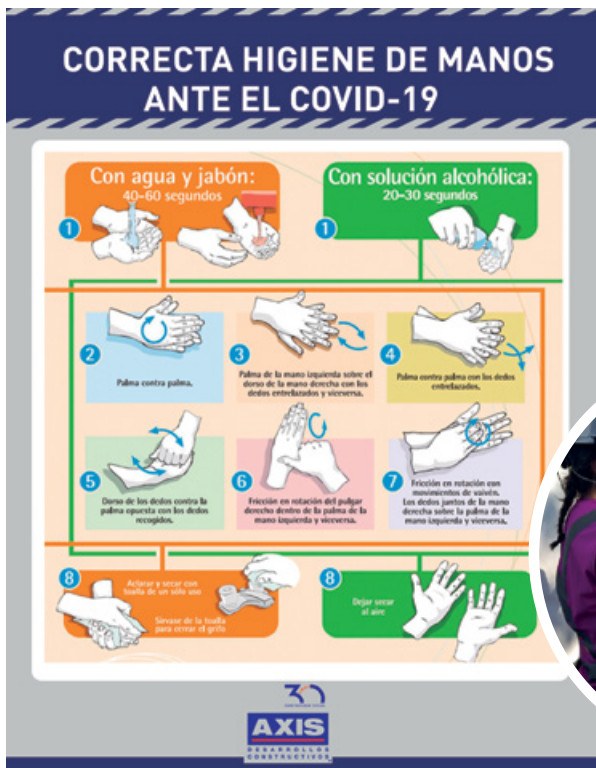 CORRECTA HIGIENE DE MANOS
ANTE EL COVID-19
Con agua y jabón:
40-60 segundos
1
Con solución alcohólica:
20-30 segundos
1
2
Palma contra palma.
3
Palma de la mano izquierda sobre el
dorso de la mano derecha con los
dedos entrelazados y viceversa.
4
Palma contra palma con los dedos
entrelazados.
5
Dorso de los dedos contra la
palma opuesta con los dedos
recogidos.
6
Fricción en rotación del pulgar
derecho dentro de la palma de la
mano izquierda y viceversa.
7
Fricción en rotación con
movimientos de vaivén.
Los dedos juntos de la mano
derecha sobre la palma de la
mano izquierda y viceversa.
8
Aclarar y secar con
toalla de un sólo uso
Sírvase de la toalla
para cerrar el grifo
8
Dejar secar
al aire
30
AXIS
DESARROLLOS
CONSTRUCTIVOS